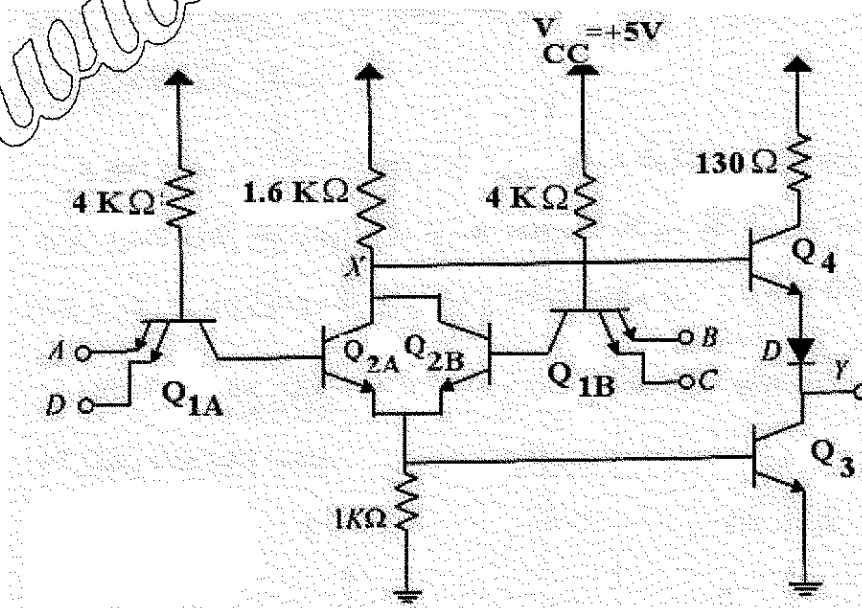 V
CC =+5V
4 KΩ
1.6 KΩ
4 KΩ
130 Ω
X
Q4
A
Q2A
Q2B
B
D
Y
D
Q1A
Q1B
C
Q3
1KΩ